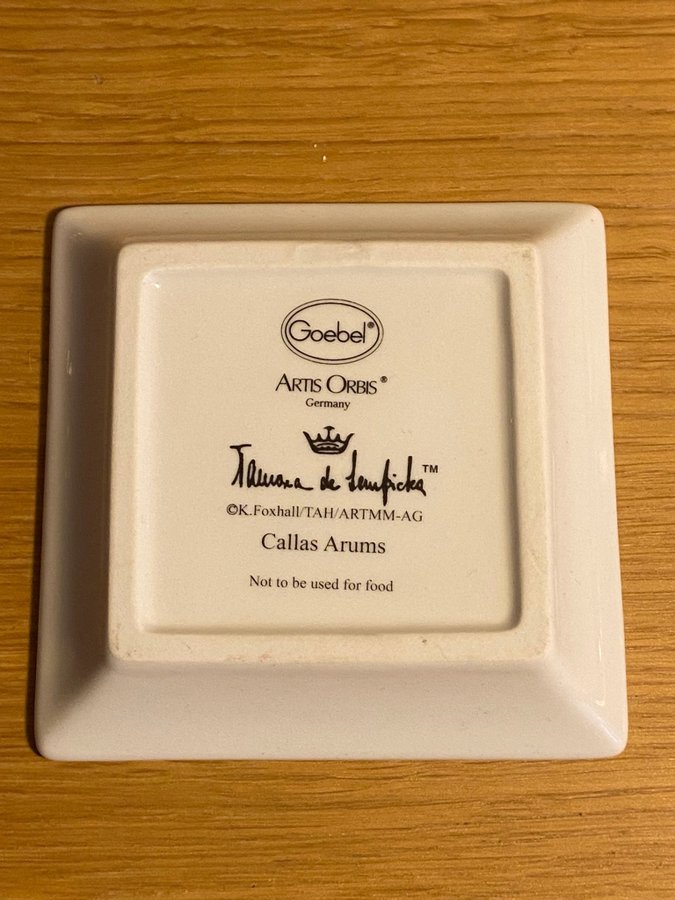 Goebel®
ARTIS ORBIS®
Germany
Tamara de Lempicka™
©K.Foxhall/TAH/ARTMM-AG
Callas Arums
Not to be used for food